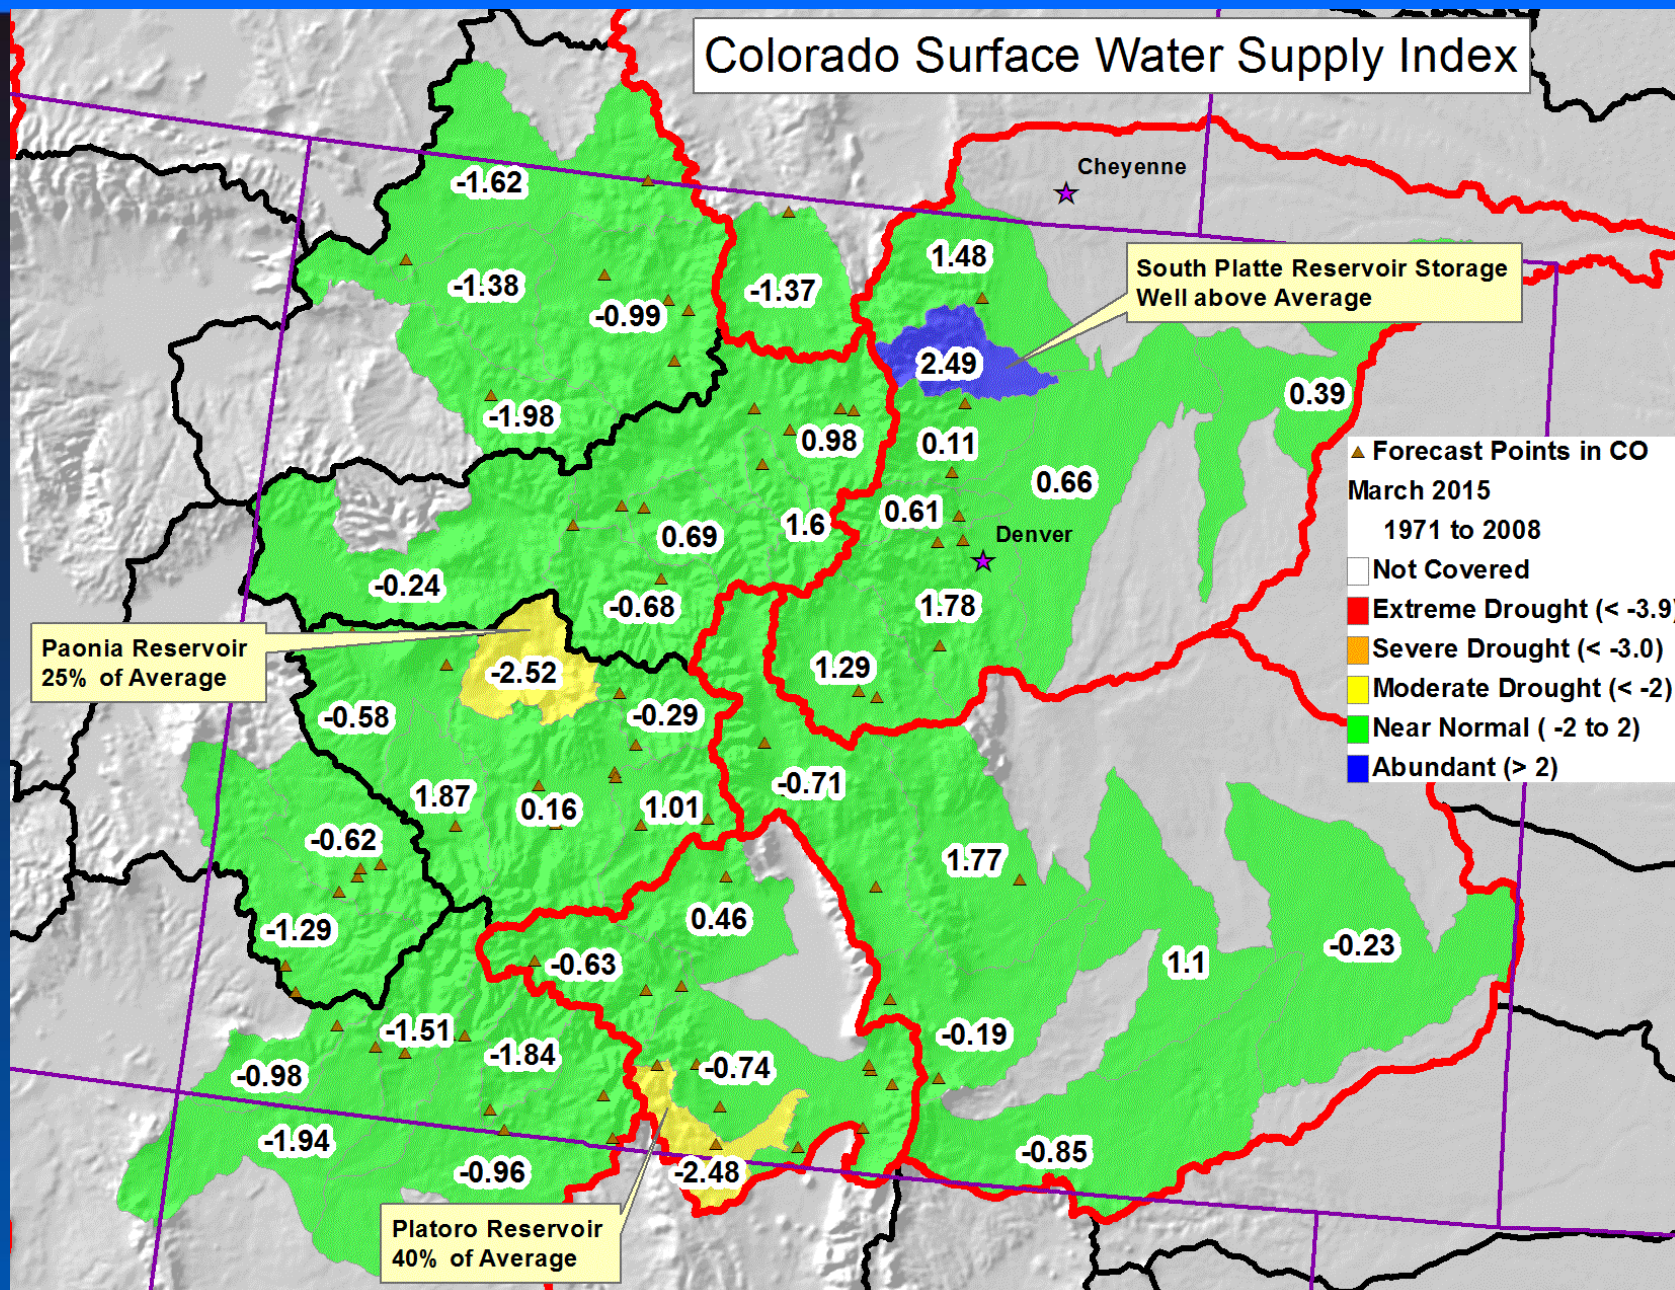 Colorado Surface Water Supply Index
Cheyenne
-1.62
1.48
South Platte Reservoir Storage
Well above Average
-1.38
-1.37
-0.99
2.49
0.39
-1.98
0.98
0.11
Forecast Points in CO
March 2015
1971 to 2008
Not Covered
Extreme Drought (< -3.9)
Severe Drought (< -3.0)
Moderate Drought (< -2)
Near Normal ( -2 to 2)
Abundant (> 2)
0.66
0.61
1.6
0.69
Denver
-0.24
-0.68
1.78
Paonia Reservoir
25% of Average
-2.52
1.29
-0.58
-0.29
-0.71
1.87
0.16
1.01
-0.62
1.77
0.46
-1.29
-0.63
1.1
-0.23
-1.51
-1.84
-0.19
-0.98
-0.74
-1.94
-0.96
-2.48
-0.85
Platoro Reservoir
40% of Average